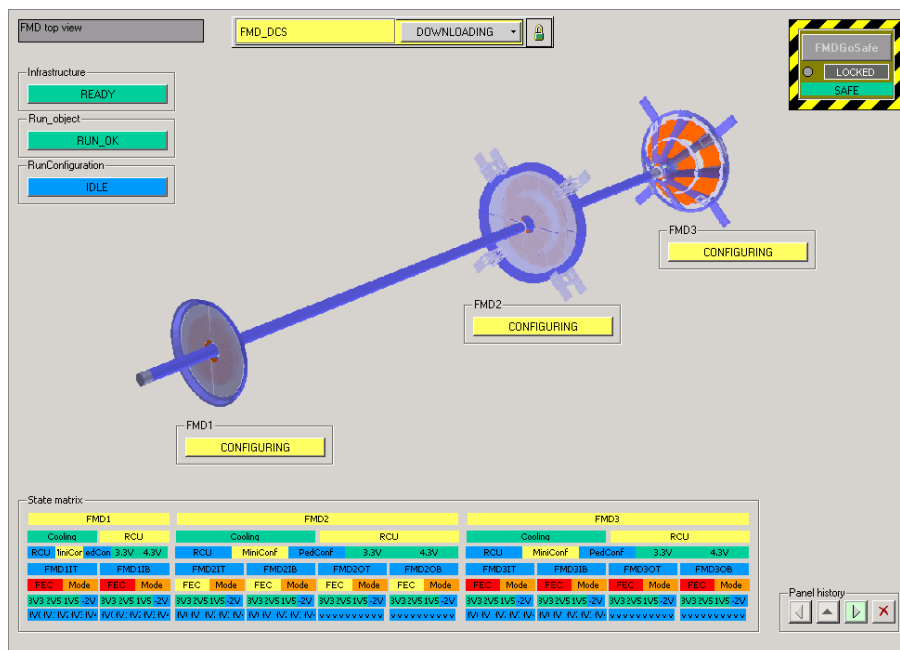 FMD top view
FMD_DCS DOWNLOADING
FMDGoSafe
LOCKED
SAFE
Infrastructure
READY
Run_object
RUN_OK
RunConfiguration
IDLE
FMD3
CONFIGURING
FMD2
CONFIGURING
FMD1
CONFIGURING
State matrix
FMD1 FMD2 FMD3
Cooling RCU Cooling RCU Cooling RCU
RCU 3.3V 4.3V RCU MiniConf PedConf 3.3V 4.3V RCU MiniConf PedConf 3.3V 4.3V
FMD1IT FMD1IB FMD2IT FMD2IB FMD2OT FMD2OB FMD3IT FMD3IB FMD3OT FMD3OB
FEC Mode FEC Mode FEC Mode FEC Mode FEC Mode FEC Mode FEC Mode FEC Mode FEC Mode FEC Mode
Panel history